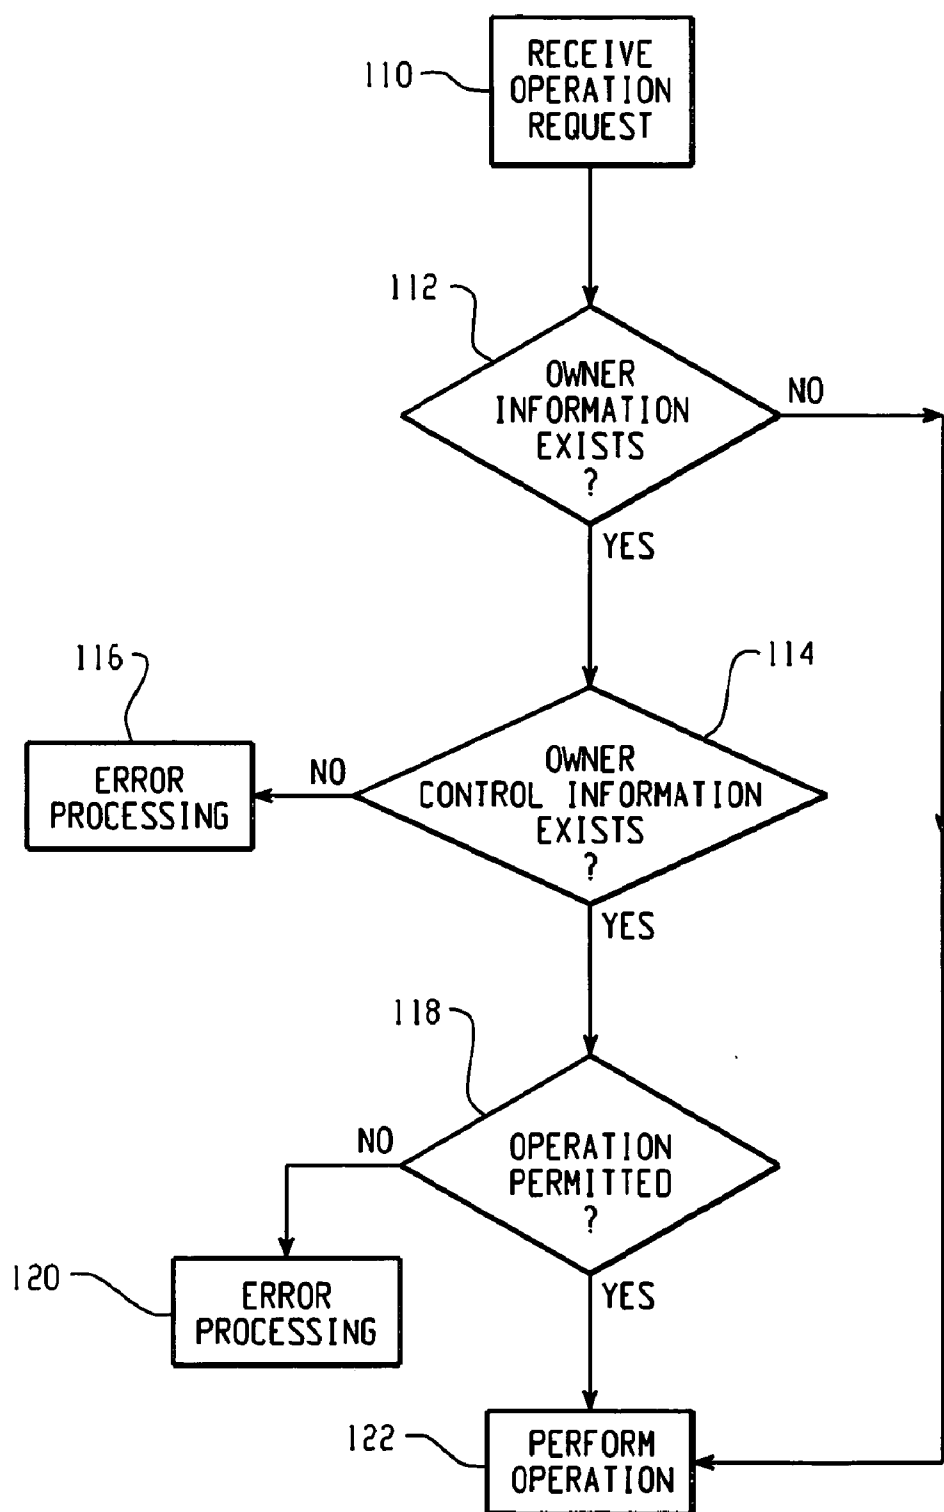 110
RECEIVE
OPERATION
REQUEST
112
OWNER
INFORMATION
EXISTS
?
NO
YES
116
114
ERROR
PROCESSING
NO
OWNER
CONTROL INFORMATION
EXISTS
?
YES
118
NO
OPERATION
PERMITTED
?
120
ERROR
PROCESSING
YES
122
PERFORM
OPERATION